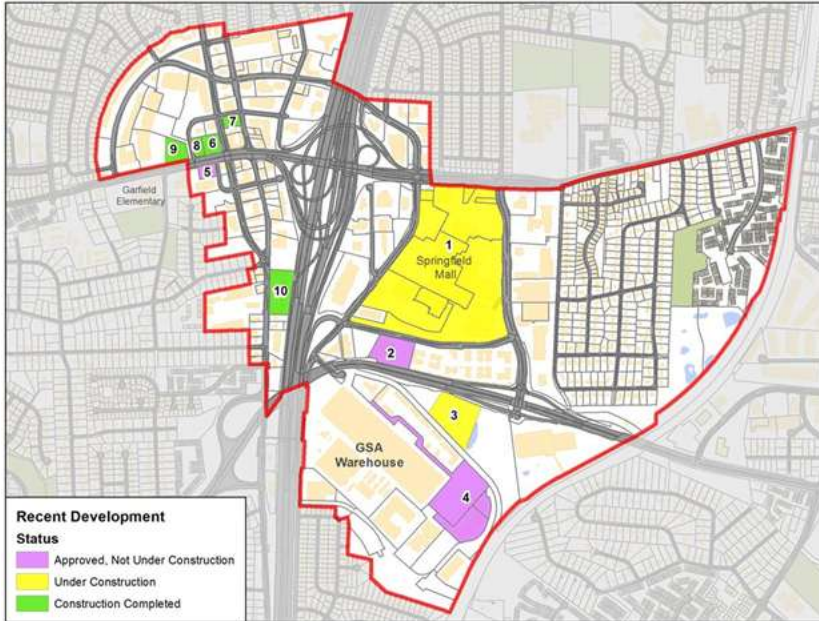 7
9
8
6
5
Garfield
Elementary
1
Springfield
Mall
10
2
3
GSA
Warehouse
4
Recent Development
Status
Approved, Not Under Construction
Under Construction
Construction Completed